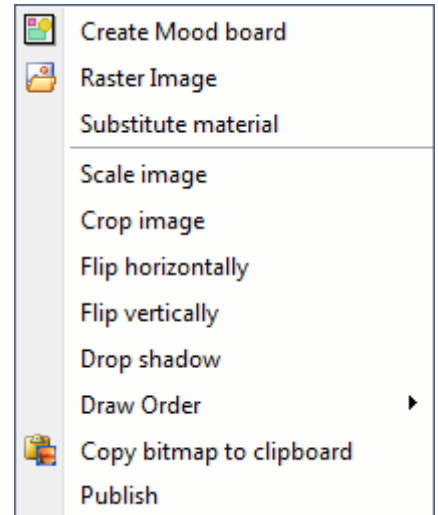 Create Mood board
Raster Image
Substitute material
Scale image
Crop image
Flip horizontally
Flip vertically
Drop shadow
Draw Order
Copy bitmap to clipboard
Publish